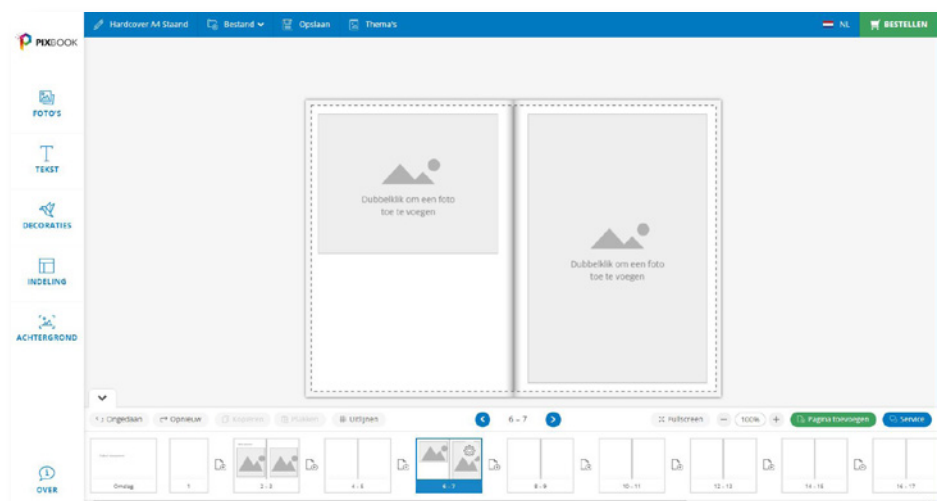 Hardcover A4 Staand
Bestand
Opslaan
Thema's
NL
BESTELLEN
PIXBOOK
FOTO'S
TEKST
DECORATIES
INDELING
ACHTERGROND
OVER
Dubbelklik om een foto
toe te voegen
Dubbelklik om een foto
toe te voegen
Ongedaan
Opnieuw
Kopiëren
Plakken
Uitlijnen
6 - 7
Fullscreen
100%
Pagina toevoegen
Service
Omslag
1
2 - 3
4 - 5
6 - 7
8 - 9
10 - 11
12 - 13
14 - 15
16 - 17